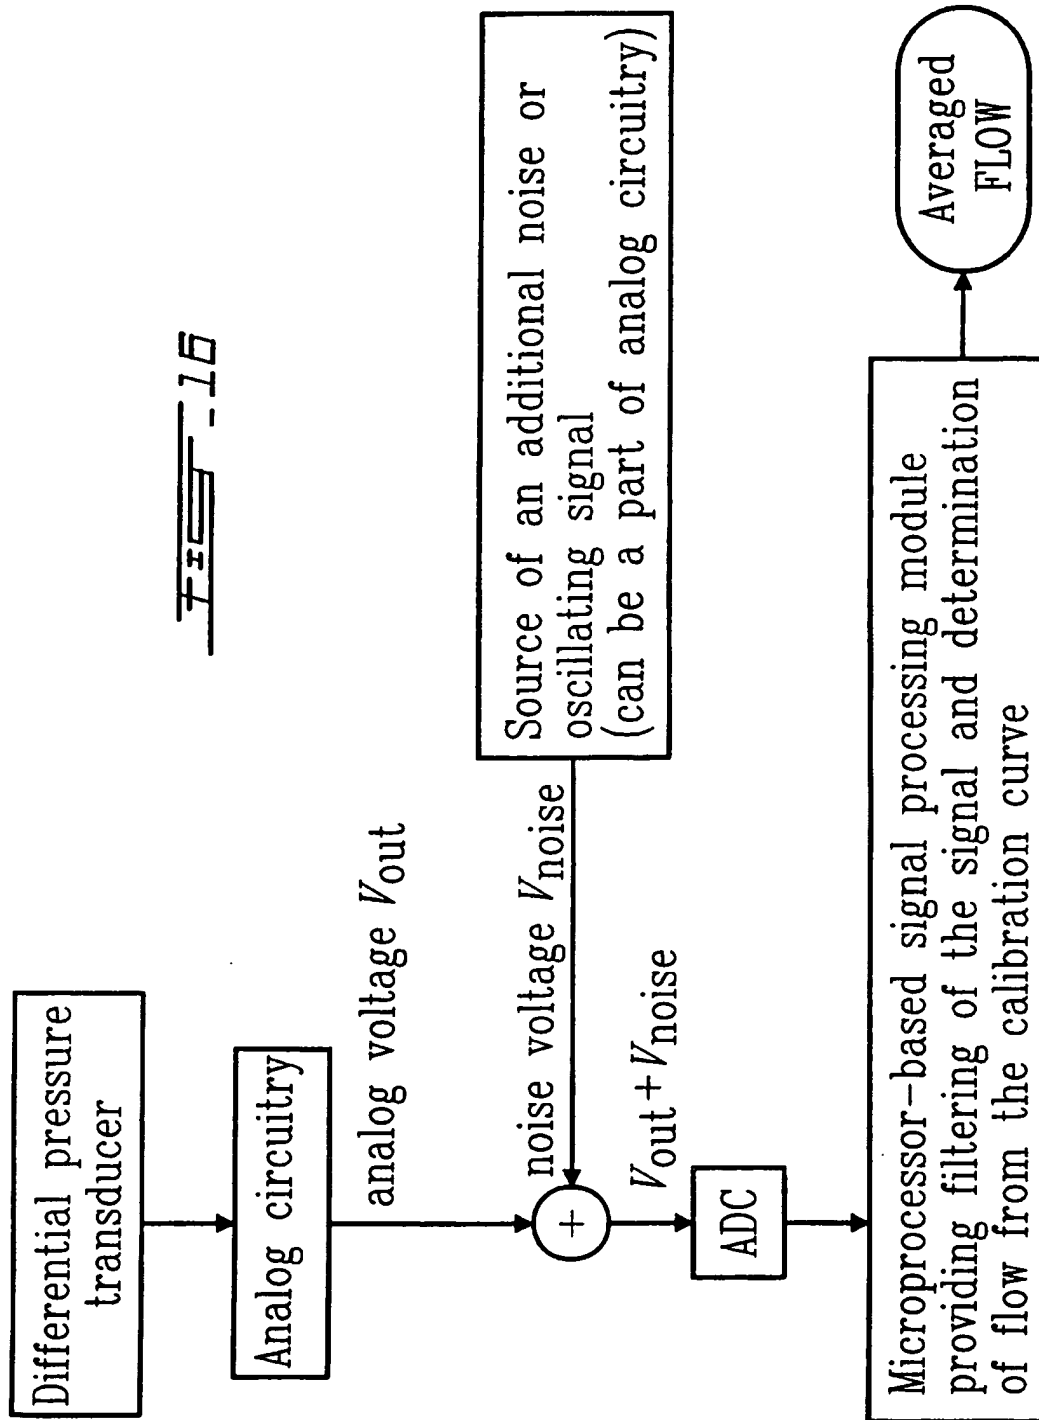 Differential pressure
transducer
Analog circuitry
analog voltage Vout
FIG_16
Source of an additional noise or
oscillating signal
(can be a part of analog circuitry)
noise voltage Vnoise
+
Vout+Vnoise
ADC
Microprocessor-based signal processing module
providing filtering of the signal and determination
of flow from the calibration curve
Averaged
FLOW